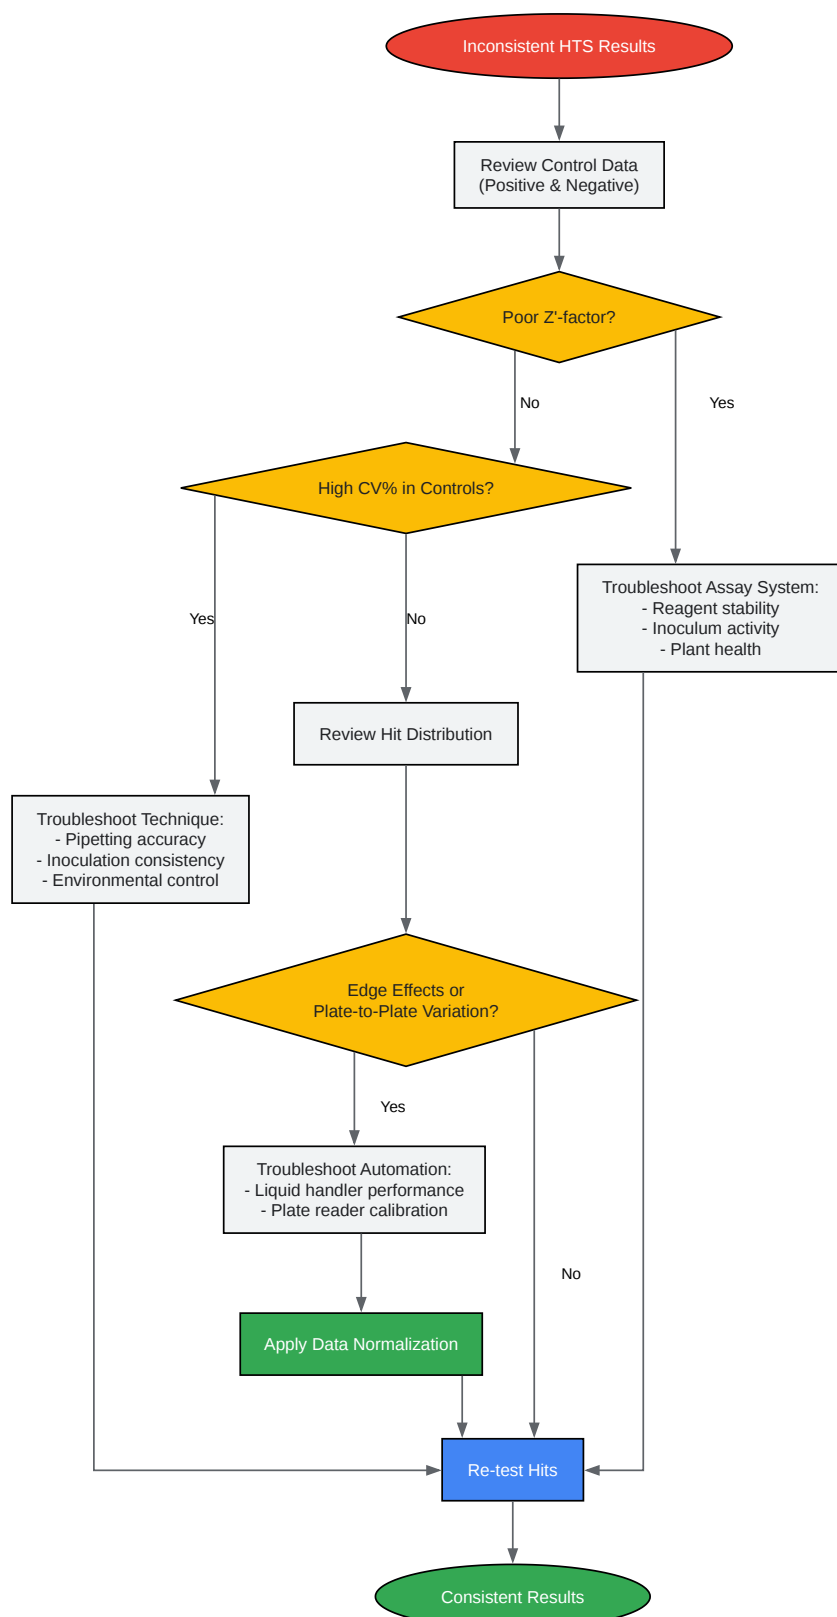 Inconsistent HTS Results
Review Control Data
(Positive & Negative)
Poor Z'-factor?
No
Yes
High CV% in Controls?
Troubleshoot Assay System:
- Reagent stability
- Inoculum activity
- Plant health
Yes
No
Review Hit Distribution
Troubleshoot Technique:
- Pipetting accuracy
- Inoculation consistency
- Environmental control
Edge Effects or
Plate-to-Plate Variation?
Yes
Troubleshoot Automation:
- Liquid handler performance
- Plate reader calibration
No
Apply Data Normalization
Re-test Hits
Consistent Results